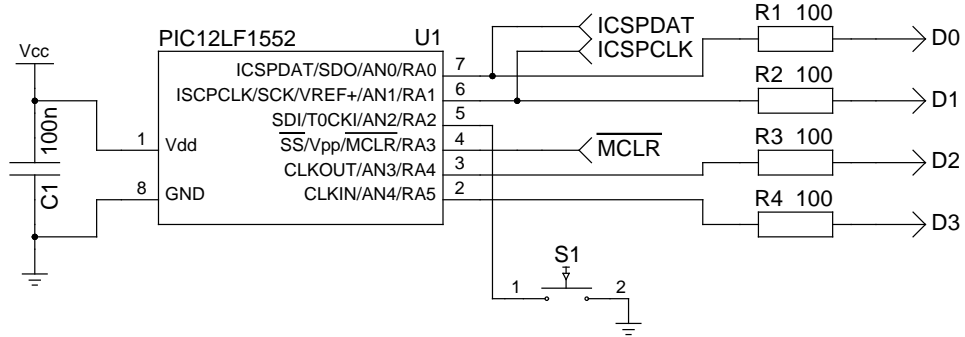 Vcc
100n
C1
PIC12LF1552 U1
1 Vdd
8 GND
ICSPDAT/SDO/AN0/RA0 7
ISCPCLK/SCK/VREF+/AN1/RA1 6
SDI/T0CKI/AN2/RA2 5
SS/Vpp/MCLR/RA3 4
CLKOUT/AN3/RA4 3
CLKIN/AN4/RA5 2
ICSPDAT
ICSPCLK
MCLR
R1 100
D0
R2 100
D1
R3 100
D2
R4 100
D3
S1
1 2